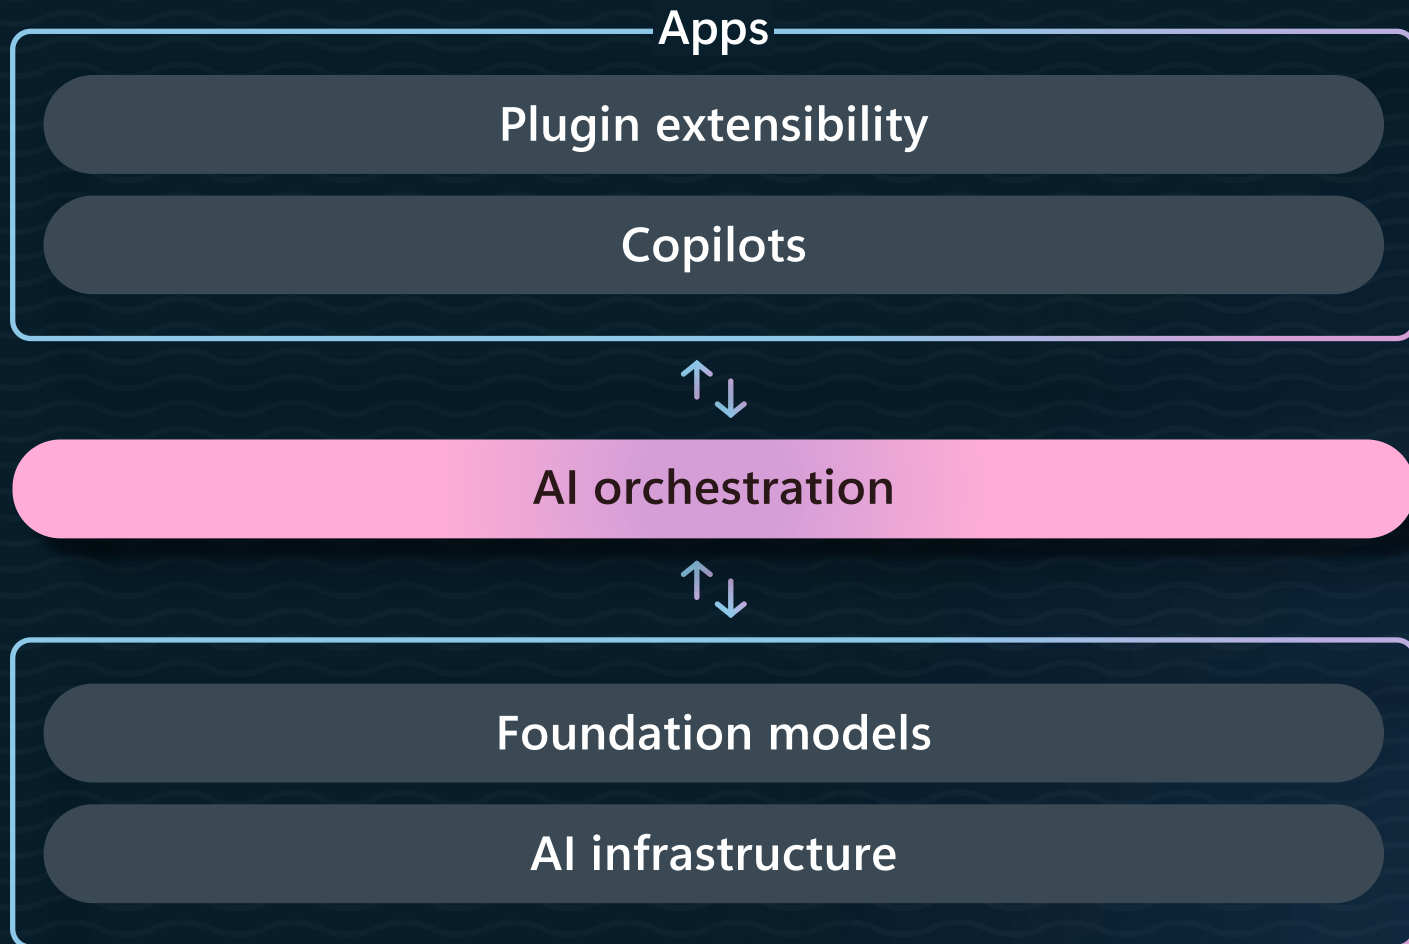 Apps
Plugin extensibility
Copilots
AI orchestration
Foundation models
AI infrastructure